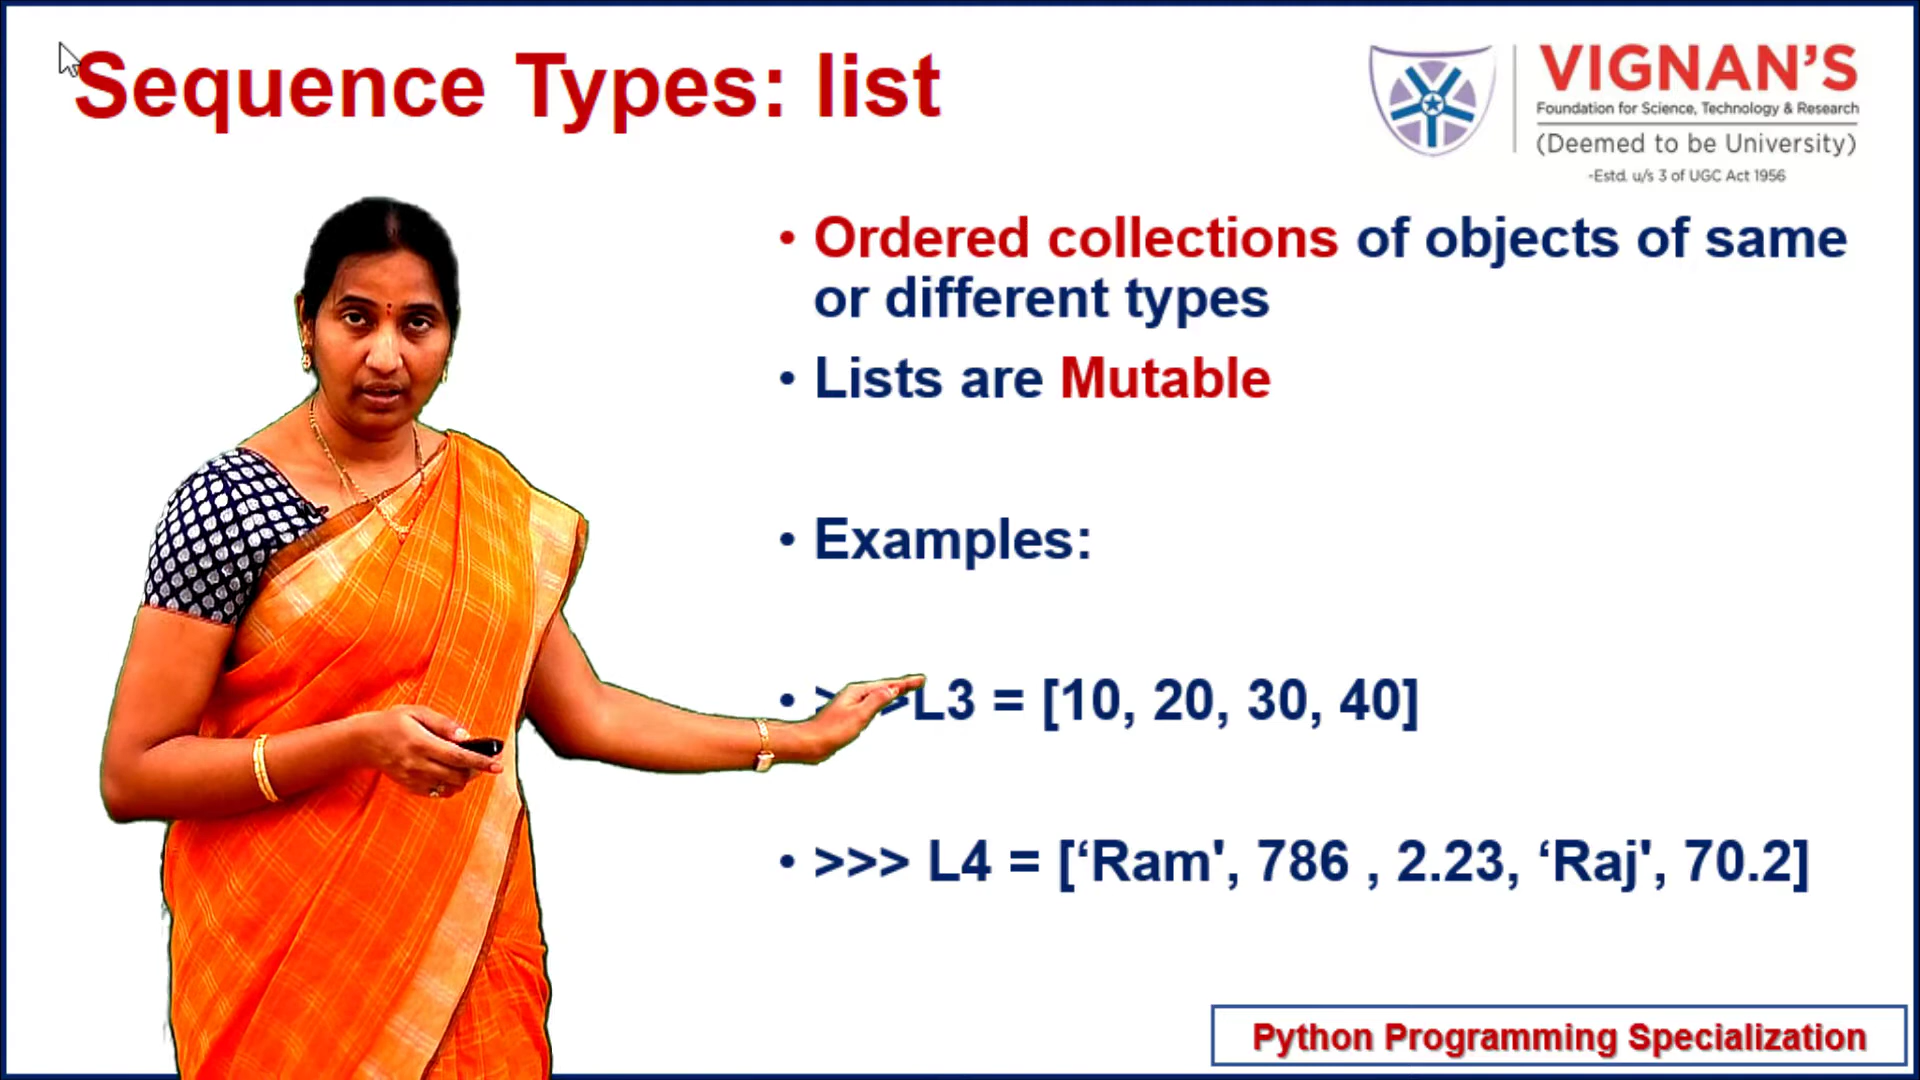 Sequence Types: list
VIGNAN'S
Foundation for Science, Technology & Research
(Deemed to be University)
-Estd. u/s 3 of UGC Act 1956
• Ordered collections of objects of same
or different types
• Lists are Mutable
• Examples:
• >>>L3 = [10, 20, 30, 40]
• >>> L4 = [‘Ram', 786 , 2.23, ‘Raj', 70.2]
Python Programming Specialization